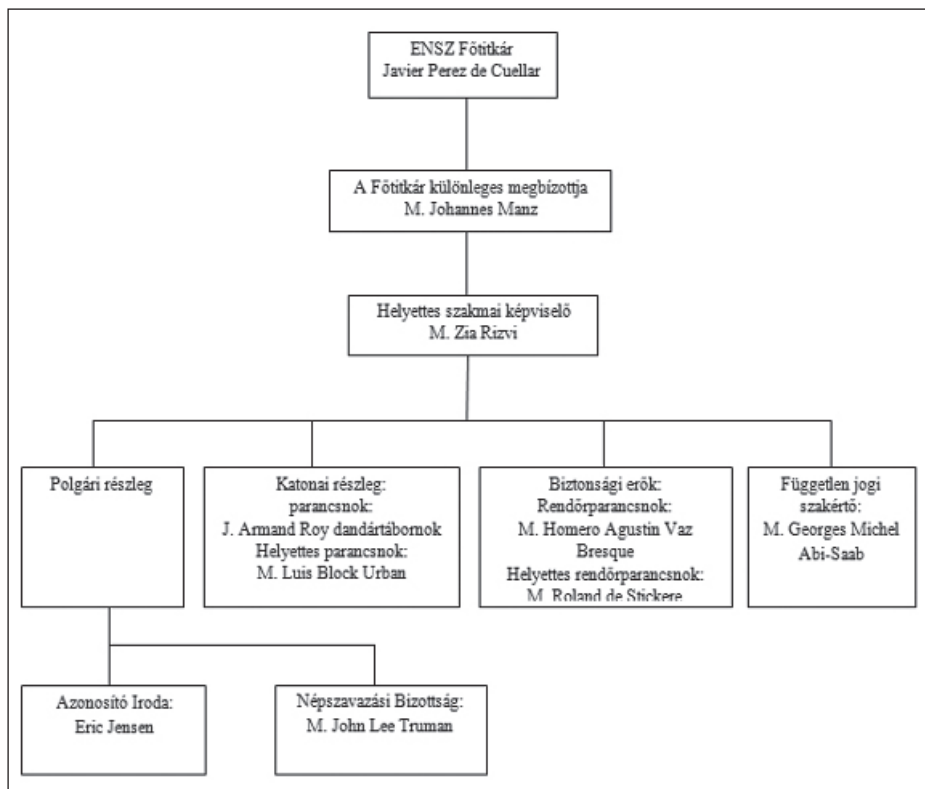 ENSZ Főtitkár
Javier Perez de Cuellar
A Főtitkár különleges megbízottja
M. Johannes Manz
Helyettes szakmai képviselő
M. Zia Rizvi
Polgári részleg
Katonai részleg:
parancsnok:
J. Armand Roy dandártábornok
Helyettes parancsnok:
M. Luis Block Urban
Biztonsági erők:
Rendőrparancsnok:
M. Homero Agustin Vaz
Bresque
Helyettes rendőrparancsnok:
M. Roland de Stickere
Független jogi
szakértő:
M. Georges Michel
Abi-Saab
Azonosító Iroda:
Eric Jensen
Népszavazási Bizottság:
M. John Lee Truman